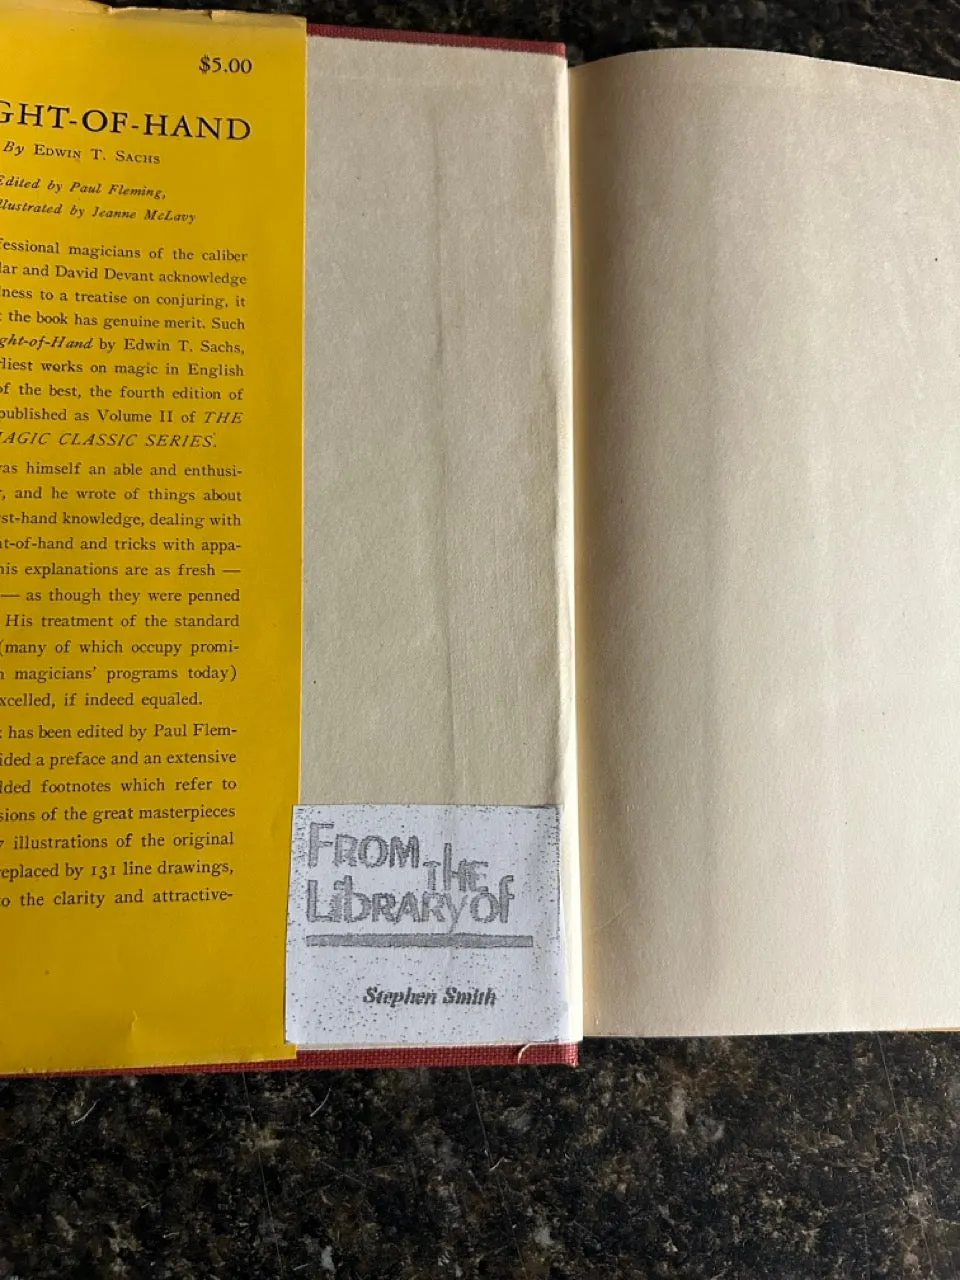 $5.00
GHT-OF-HAND
By EDWIN T. SACHS
Edited by Paul Fleming,
llustrated by Jeanne McLavy
fessional magicians of the caliber
lar and David Devant acknowledge
ness to a treatise on conjuring, it
the book has genuine merit. Such
ght-of-Hand by Edwin T. Sachs,
rliest works on magic in English
of the best, the fourth edition of
published as Volume II of THE
MAGIC CLASSIC SERIES.
as himself an able and enthusi-
, and he wrote of things about
st-hand knowledge, dealing with
t-of-hand and tricks with appa-
his explanations are as fresh —
— as though they were penned
His treatment of the standard
(many of which occupy promi-
magicians' programs today)
xcelled, if indeed equaled.
has been edited by Paul Flem-
ided a preface and an extensive
dded footnotes which refer to
sions of the great masterpieces
illustrations of the original
eplaced by 131 line drawings,
o the clarity and attractive-
FROM THE
LiBRARY Of
Stephen Smith